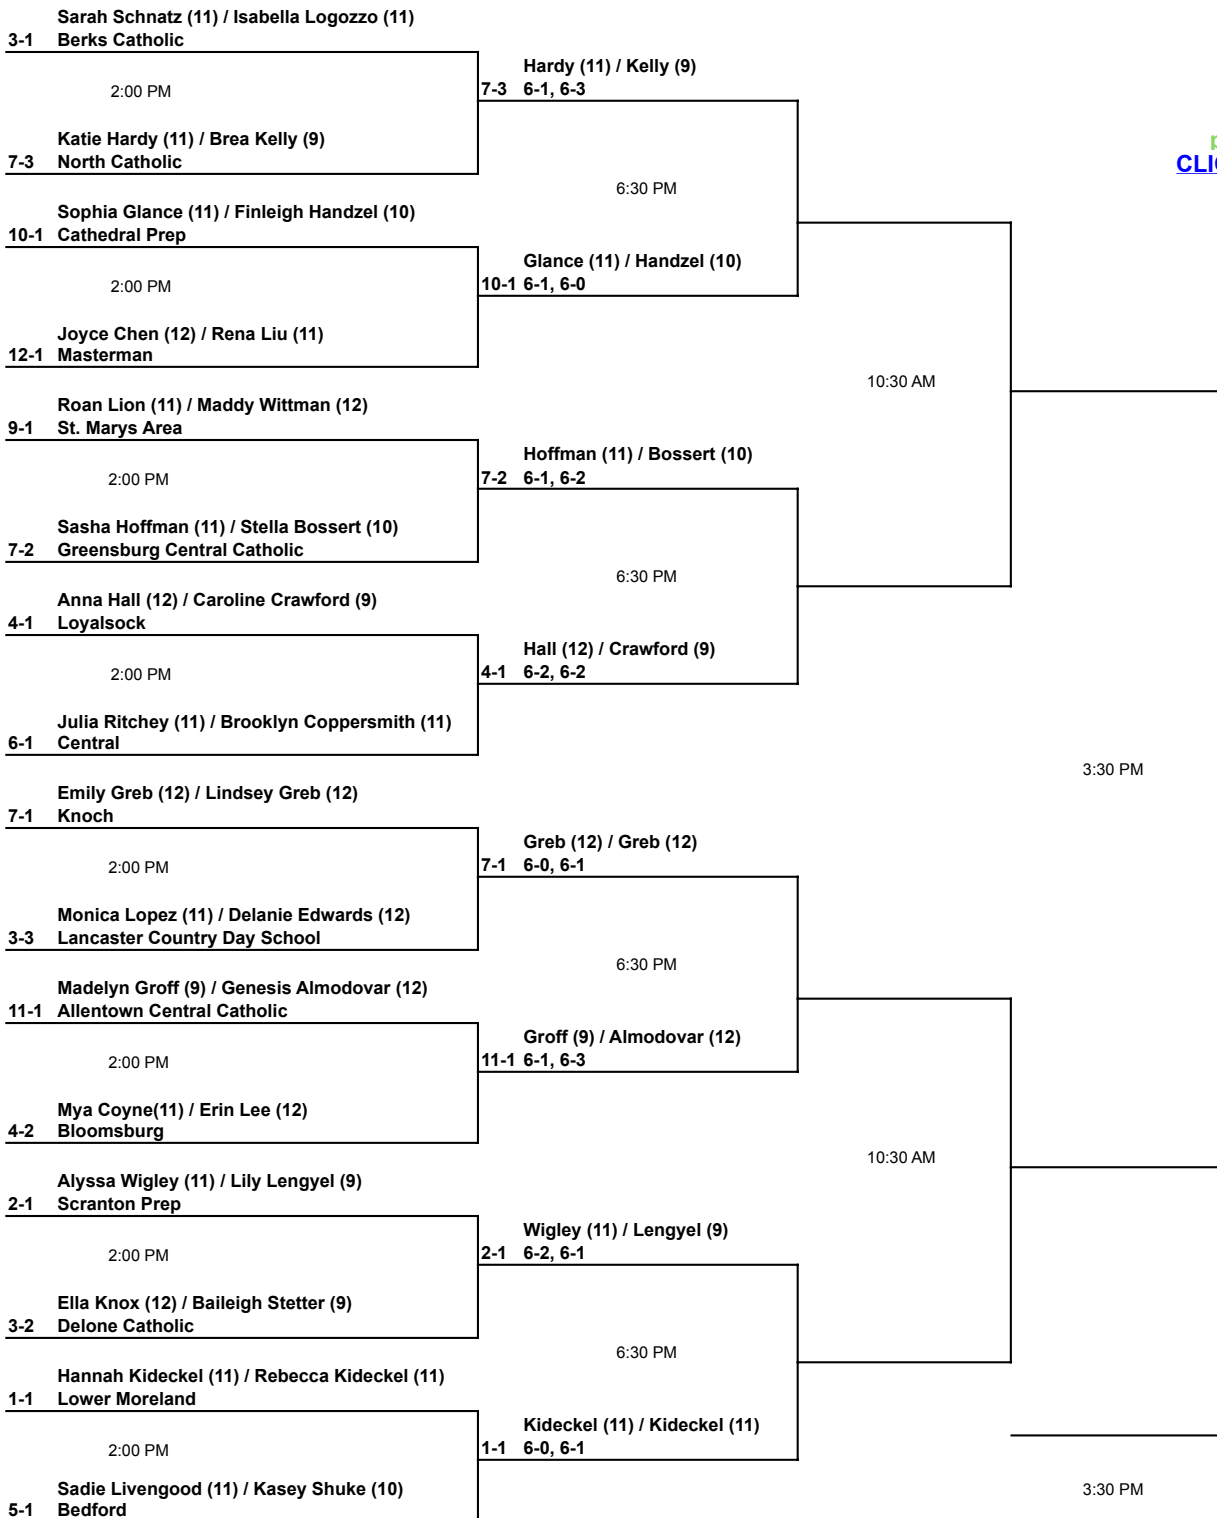 Sarah Schnatz (11) / Isabella Logozzo (11)
3-1 Berks Catholic
Hardy (11) / Kelly (9)
2:00 PM
7-3 6-1, 6-3
Katie Hardy (11) / Brea Kelly (9)
7-3 North Catholic
CLI
6:30 PM
Sophia Glance (11) / Finleigh Handzel (10)
10-1 Cathedral Prep
Glance (11) / Handzel (10)
2:00 PM
10-1 6-1, 6-0
Joyce Chen (12) / Rena Liu (11)
12-1 Masterman
10:30 AM
Roan Lion (11) / Maddy Wittman (12)
9-1 St. Marys Area
Hoffman (11) / Bossert (10)
2:00 PM
7-2 6-1, 6-2
Sasha Hoffman (11) / Stella Bossert (10)
7-2 Greensburg Central Catholic
6:30 PM
Anna Hall (12) / Caroline Crawford (9)
4-1 Loyalsock
Hall (12) / Crawford (9)
2:00 PM
4-1 6-2, 6-2
Julia Ritchey (11) / Brooklyn Coppersmith (11)
6-1 Central
3:30 PM
Emily Greb (12) / Lindsey Greb (12)
7-1 Knoch
Greb (12) / Greb (12)
2:00 PM
7-1 6-0, 6-1
Monica Lopez (11) / Delanie Edwards (12)
3-3 Lancaster Country Day School
6:30 PM
Madelyn Groff (9) / Genesis Almodovar (12)
11-1 Allentown Central Catholic
Groff (9) / Almodovar (12)
2:00 PM
11-1 6-1, 6-3
Mya Coyne(11) / Erin Lee (12)
4-2 Bloomsburg
10:30 AM
Alyssa Wigley (11) / Lily Lengyel (9)
2-1 Scranton Prep
Wigley (11) / Lengyel (9)
2:00 PM
2-1 6-2, 6-1
Ella Knox (12) / Baileigh Stetter (9)
3-2 Delone Catholic
6:30 PM
Hannah Kideckel (11) / Rebecca Kideckel (11)
1-1 Lower Moreland
Kideckel (11) / Kideckel (11)
2:00 PM
1-1 6-0, 6-1
Sadie Livengood (11) / Kasey Shuke (10)
3:30 PM
5-1 Bedford